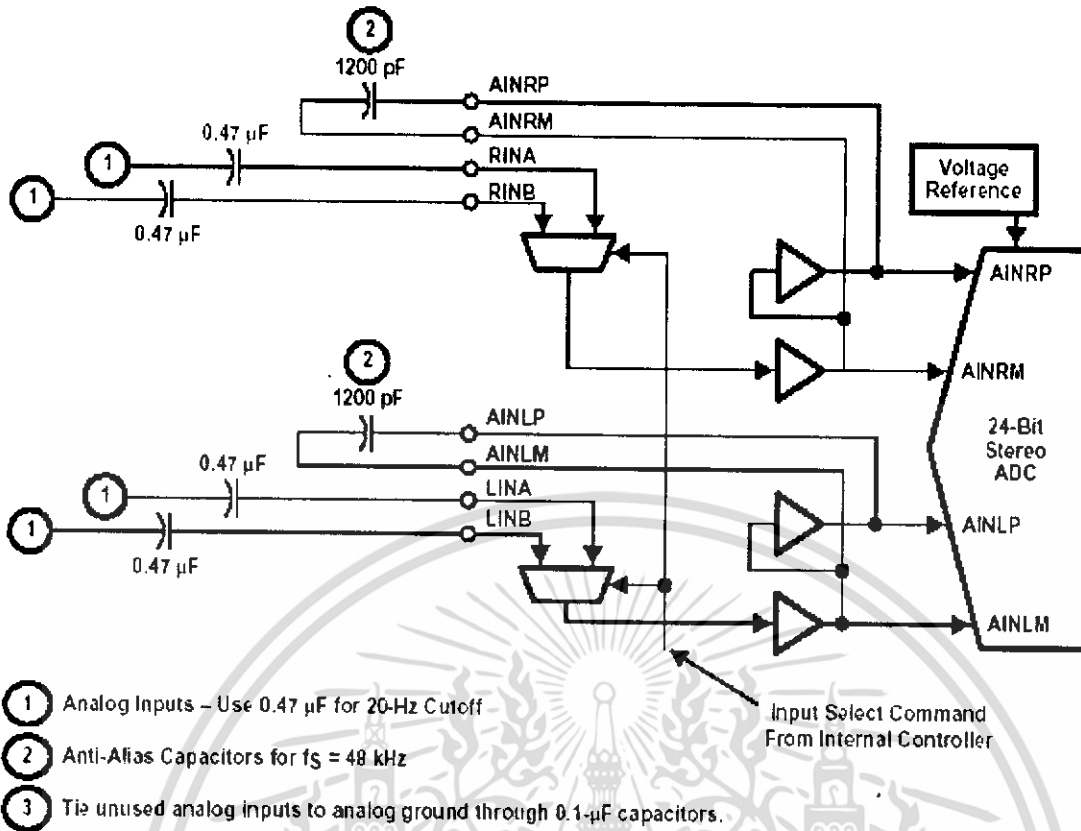 2
1200 pF
AINRP
AINRM
0.47 µF
1
RINA
1
RINB
0.47 µF
Voltage
Reference
AINRP
AINRM
2
1200 pF
AINLP
AINLM
0.47 µF
1
LINA
1
LINB
0.47 µF
24-Bit
Stereo
ADC
AINLP
AINLM
Input Select Command
From Internal Controller
1 Analog Inputs – Use 0.47 µF for 20-Hz Cutoff
2 Anti-Alias Capacitors for fS = 48 kHz
3 Tie unused analog inputs to analog ground through 0.1-µF capacitors.